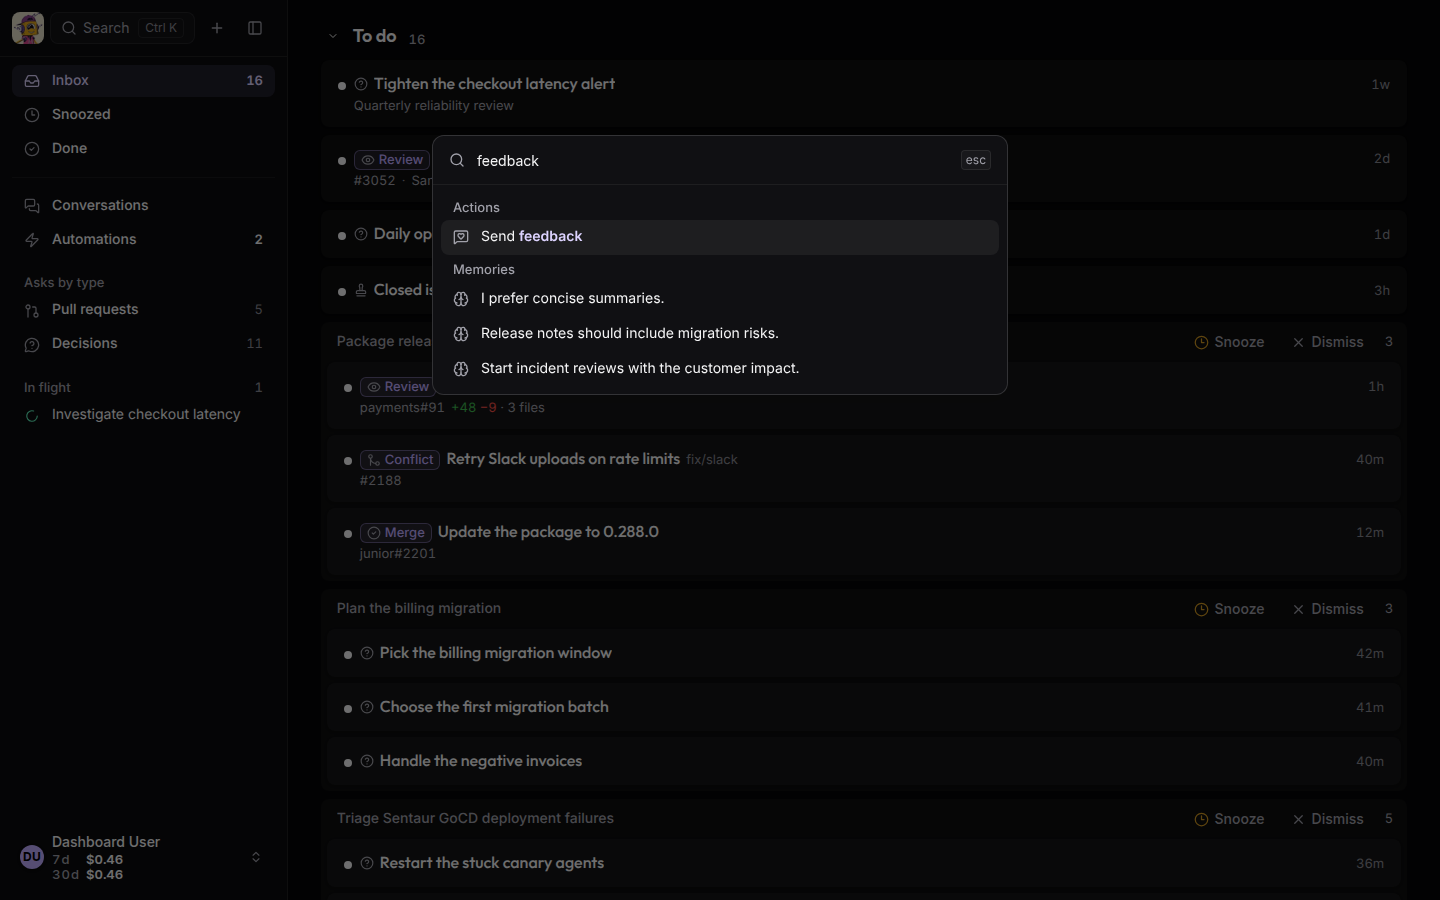 Search Ctrl K
Inbox 16
Snoozed
Done
Conversations
Automations 2
Asks by type
Pull requests 5
Decisions 11
In flight 1
Investigate checkout latency
Dashboard User
DU
7d $0.46
30d $0.46
To do 16
Tighten the checkout latency alert 1w
Quarterly reliability review
Review 2d
#3052 ·
Daily 1d
Closed 3h
feedback esc
Actions
Send feedback
Memories
I prefer concise summaries.
Release notes should include migration risks.
Start incident reviews with the customer impact.
Package Snooze Dismiss 3
Review 1h
payments#91 +48 −9 · 3 files
Conflict Retry Slack uploads on rate limits fix/slack 40m
#2188
Merge Update the package to 0.288.0 12m
junior#2201
Plan the billing migration Snooze Dismiss 3
Pick the billing migration window 42m
Choose the first migration batch 41m
Handle the negative invoices 40m
Triage Sentaur GoCD deployment failures Snooze Dismiss 5
Restart the stuck canary agents 36m